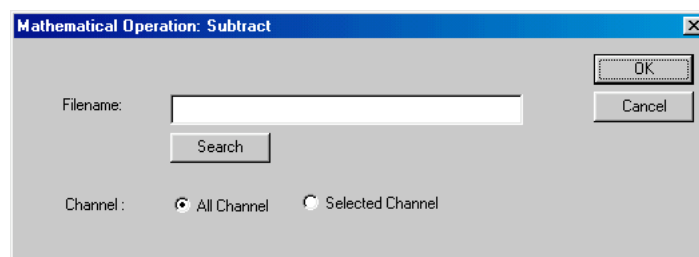 Mathematical Operation: Subtract
OK
Filename:
Cancel
Search
Channel :
All Channel
Selected Channel